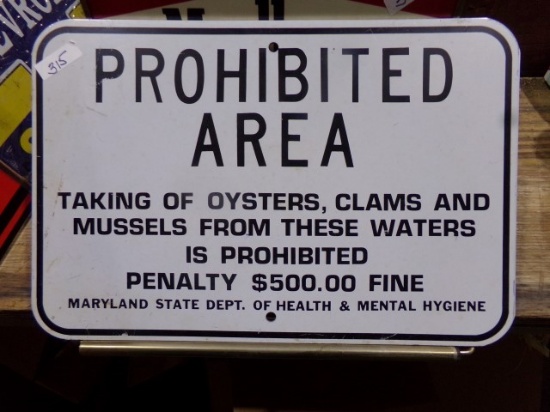 315
PROHIBITED
AREA
TAKING OF OYSTERS, CLAMS AND
MUSSELS FROM THESE WATERS
IS PROHIBITED
PENALTY $500.00 FINE
MARYLAND STATE DEPT. OF HEALTH & MENTAL HYGIENE